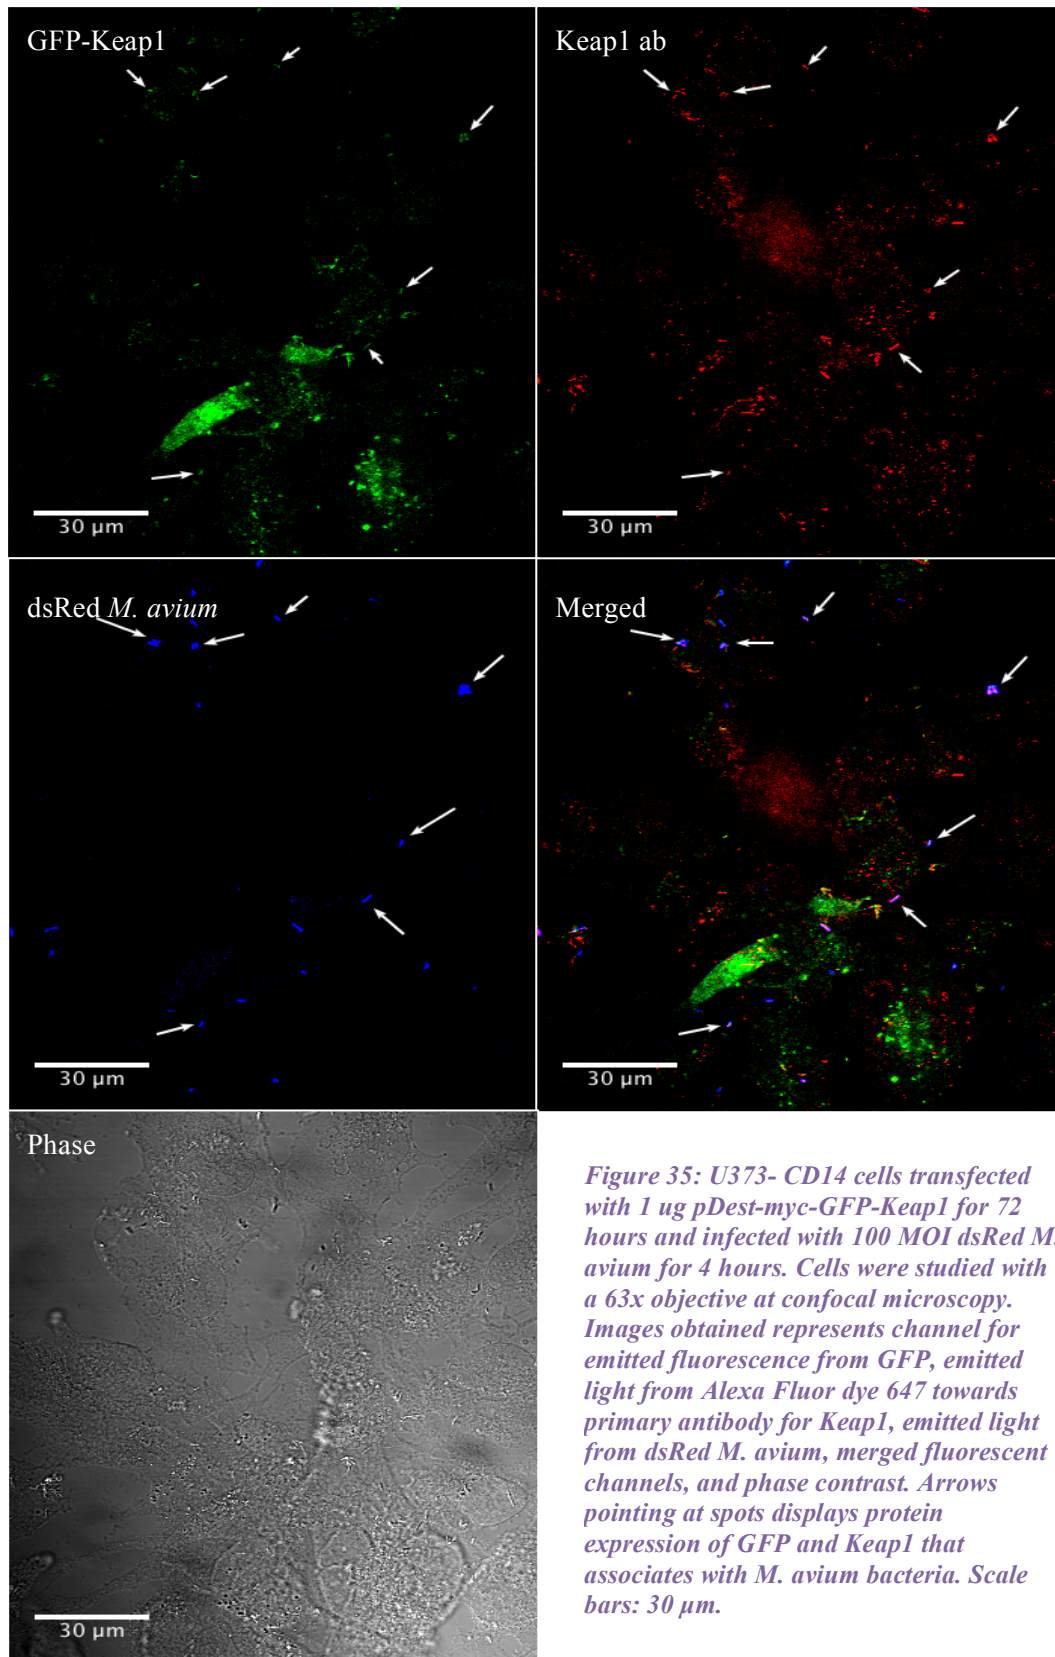 GFP-Keap1
Keap1 ab
30 µm
30 µm
dsRed M. avium
Merged
30 µm
30 µm
Phase
30 µm
Figure 35: U373- CD14 cells transfected
with 1 ug pDest-myc-GFP-Keap1 for 72
hours and infected with 100 MOI dsRed M.
avium for 4 hours. Cells were studied with
a 63x objective at confocal microscopy.
Images obtained represents channel for
emitted fluorescence from GFP, emitted
light from Alexa Fluor dye 647 towards
primary antibody for Keap1, emitted light
from dsRed M. avium, merged fluorescent
channels, and phase contrast. Arrows
pointing at spots displays protein
expression of GFP and Keap1 that
associates with M. avium bacteria. Scale
bars: 30 µm.